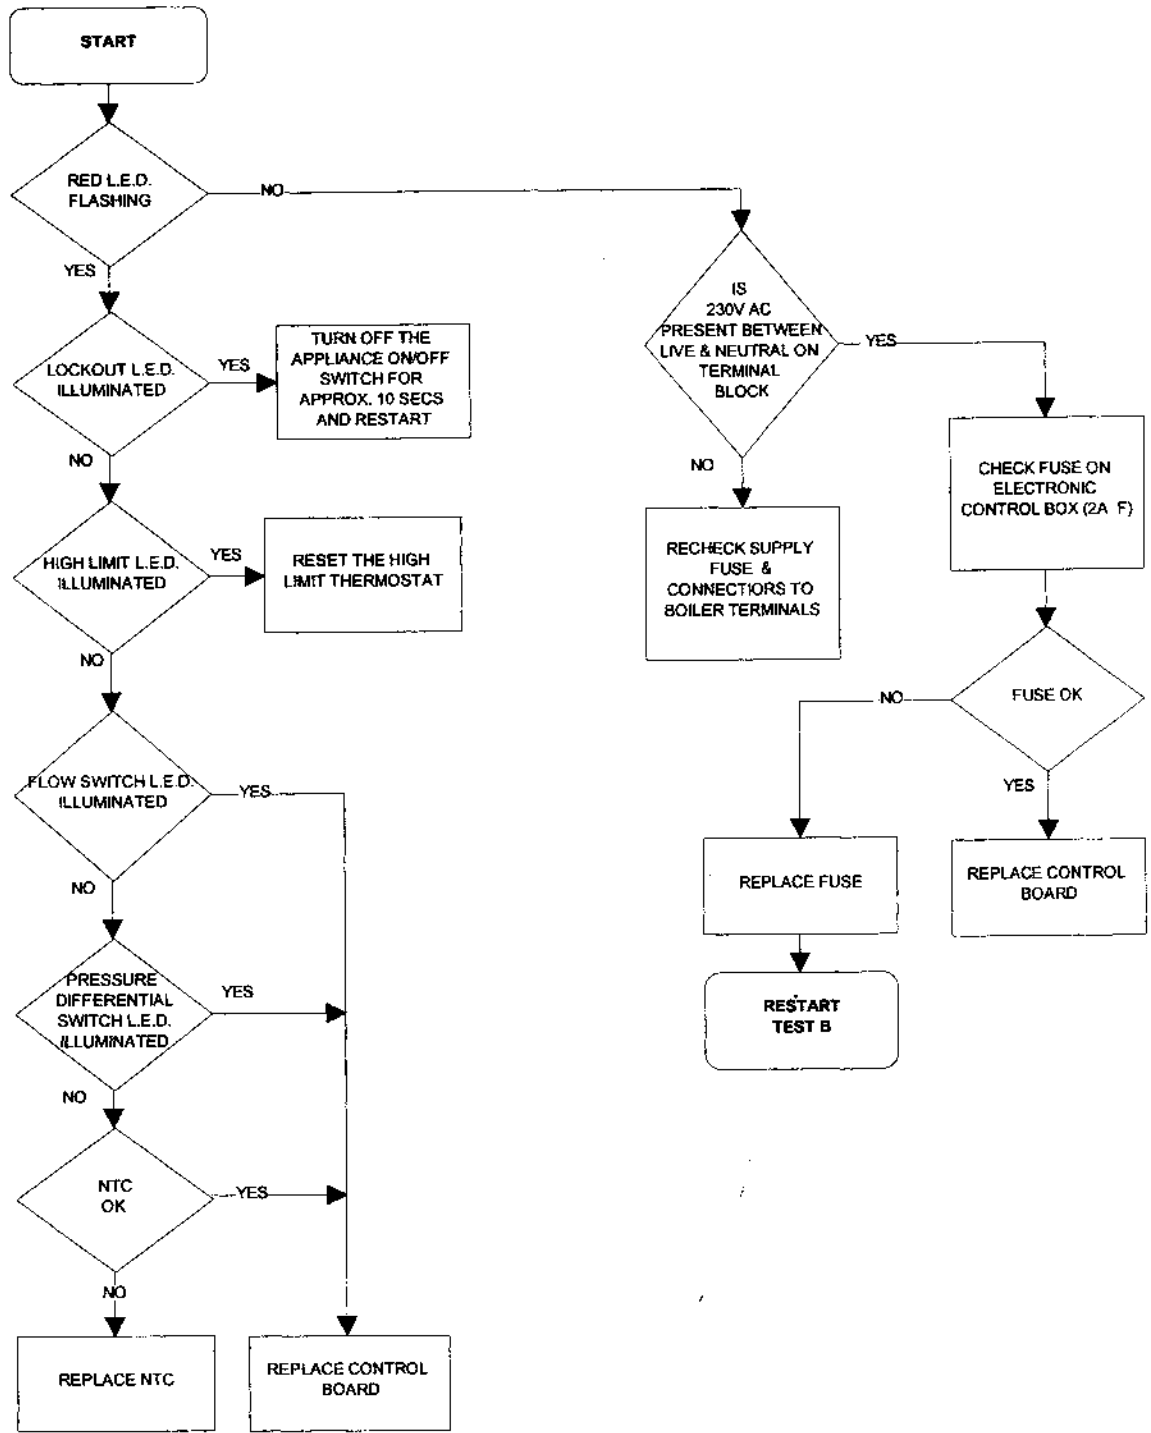 START
RED L.E.D.
FLASHING
NO
YES
LOCKOUT L.E.D.
ILLUMINATED
YES
TURN OFF THE
APPLIANCE ON/OFF
SWITCH FOR
APPROX. 10 SECS
AND RESTART
NO
HIGH LIMIT L.E.D.
ILLUMINATED
YES
RESET THE HIGH
LIMIT THERMOSTAT
NO
FLOW SWITCH L.E.D.
ILLUMINATED
YES
NO
PRESSURE
DIFFERENTIAL
SWITCH L.E.D.
ILLUMINATED
YES
NO
NTC
OK
YES
NO
REPLACE NTC
REPLACE CONTROL
BOARD
IS
230V AC
PRESENT BETWEEN
LIVE & NEUTRAL ON
TERMINAL
BLOCK
YES
NO
RECHECK SUPPLY
FUSE &
CONNECTIORS TO
BOILER TERMINALS
CHECK FUSE ON
ELECTRONIC
CONTROL BOX (2A F)
FUSE OK
NO
YES
REPLACE FUSE
REPLACE CONTROL
BOARD
RESTART
TEST B